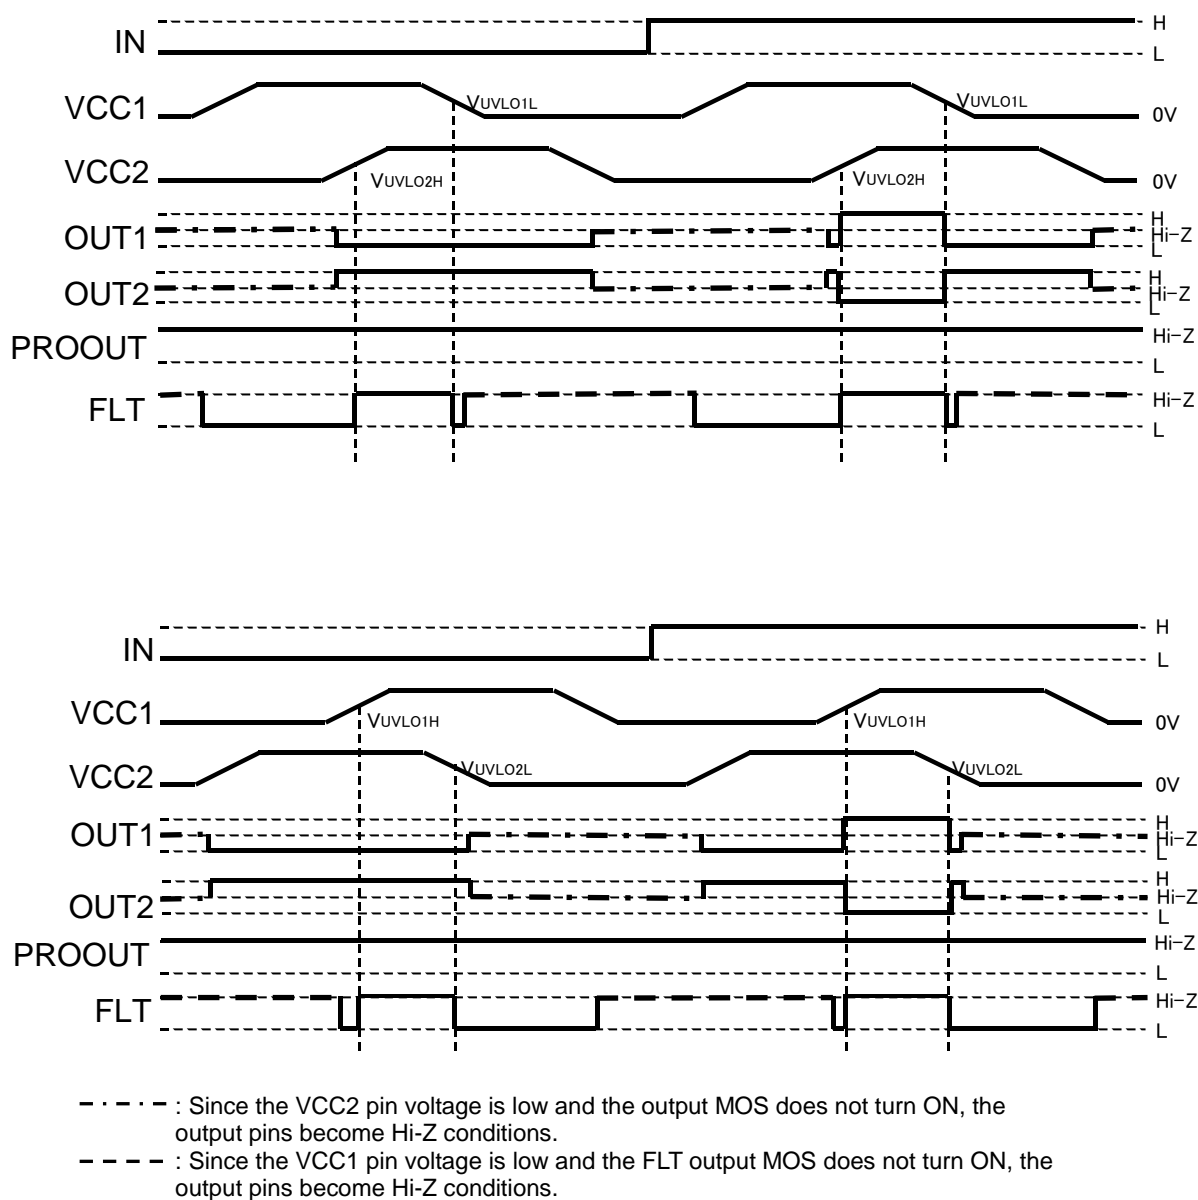 IN H
L
VCC1 VUVLO1L VUVLO1L 0V
VCC2 VUVLO2H VUVLO2H 0V
OUT1 H
Hi-Z
L
OUT2 H
Hi-Z
L
PROOUT Hi-Z
L
FLT Hi-Z
L
IN H
L
VCC1 VUVLO1H VUVLO1H 0V
VCC2 VUVLO2L VUVLO2L 0V
OUT1 H
Hi-Z
L
OUT2 H
Hi-Z
L
PROOUT Hi-Z
L
FLT Hi-Z
L
: Since the VCC2 pin voltage is low and the output MOS does not turn ON, the
output pins become Hi-Z conditions.
: Since the VCC1 pin voltage is low and the FLT output MOS does not turn ON, the
output pins become Hi-Z conditions.